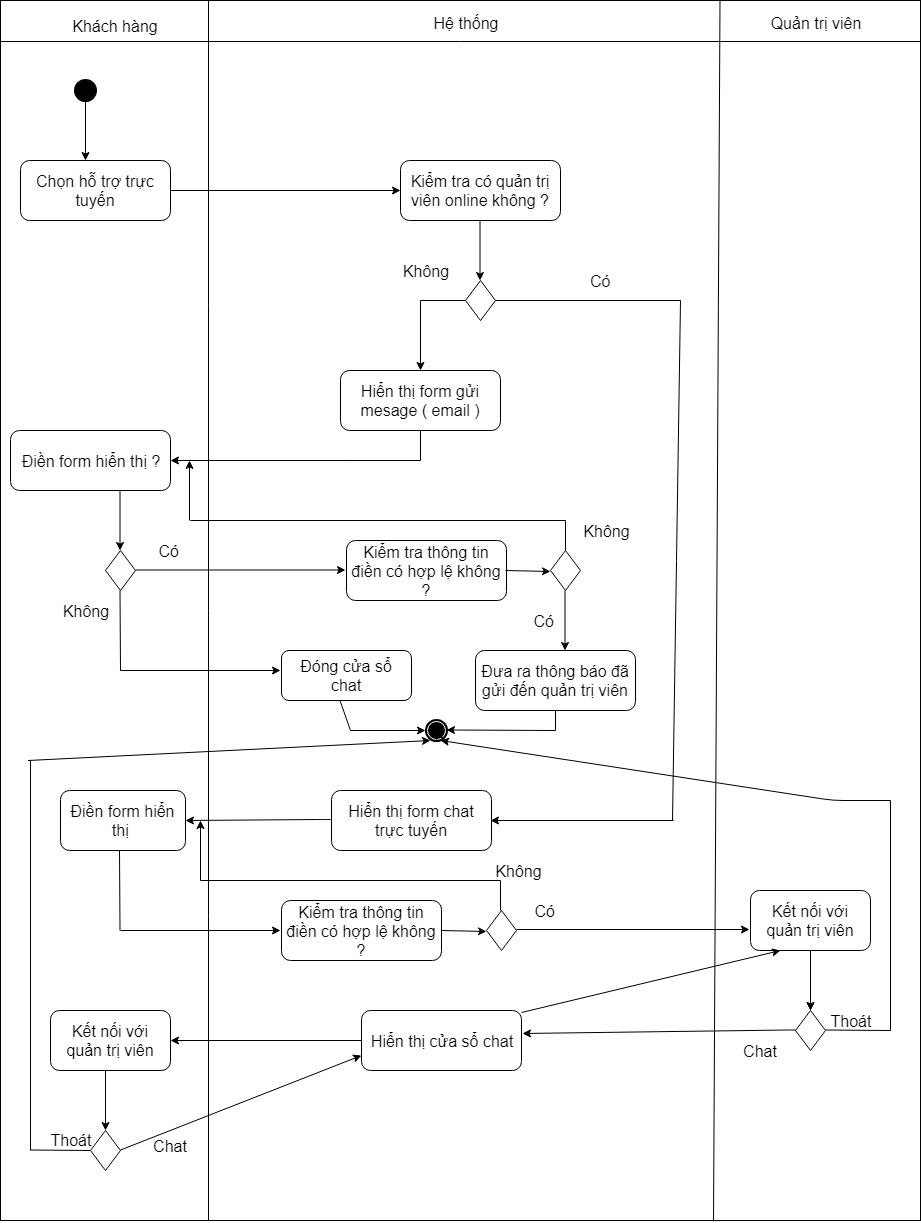 Khách hàng
Hệ thống
Quản trị viên
Chọn hỗ trợ trực
tuyến
Kiểm tra có quản trị
viên online không ?
Không
Có
Hiển thị form gửi
mesage ( email )
Điền form hiển thị ?
Không
Có
Kiểm tra thông tin
điền có hợp lệ không
?
Không
Có
Đóng cửa sổ
chat
Đưa ra thông báo đã
gửi đến quản trị viên
Điền form hiển
thị
Hiển thị form chat
trực tuyến
Không
Kiểm tra thông tin
điền có hợp lệ không
?
Có
Kết nối với
quản trị viên
Kết nối với
quản trị viên
Hiển thị cửa sổ chat
Thoát
Chat
Thoát
Chat